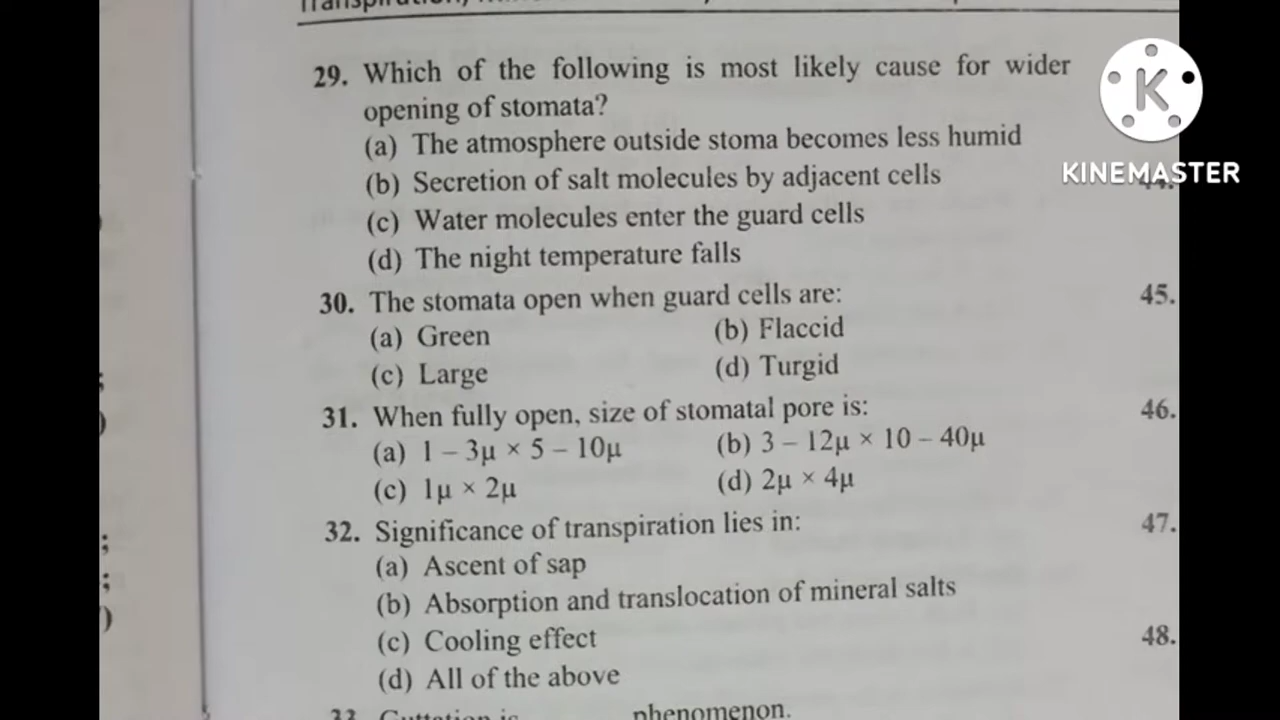 29. Which of the following is most likely cause for wider
opening of stomata?
(a) The atmosphere outside stoma becomes less humid
(b) Secretion of salt molecules by adjacent cells
(c) Water molecules enter the guard cells
(d) The night temperature falls
30. The stomata open when guard cells are:
(a) Green (b) Flaccid
(c) Large (d) Turgid
31. When fully open, size of stomatal pore is:
(a) 1 – 3µ × 5 – 10µ (b) 3 – 12µ × 10 – 40µ
(c) 1µ × 2µ (d) 2µ × 4µ
32. Significance of transpiration lies in:
(a) Ascent of sap
(b) Absorption and translocation of mineral salts
(c) Cooling effect
(d) All of the above
33. Guttation is phenomenon.
K
KINEMASTER
45.
46.
47.
48.